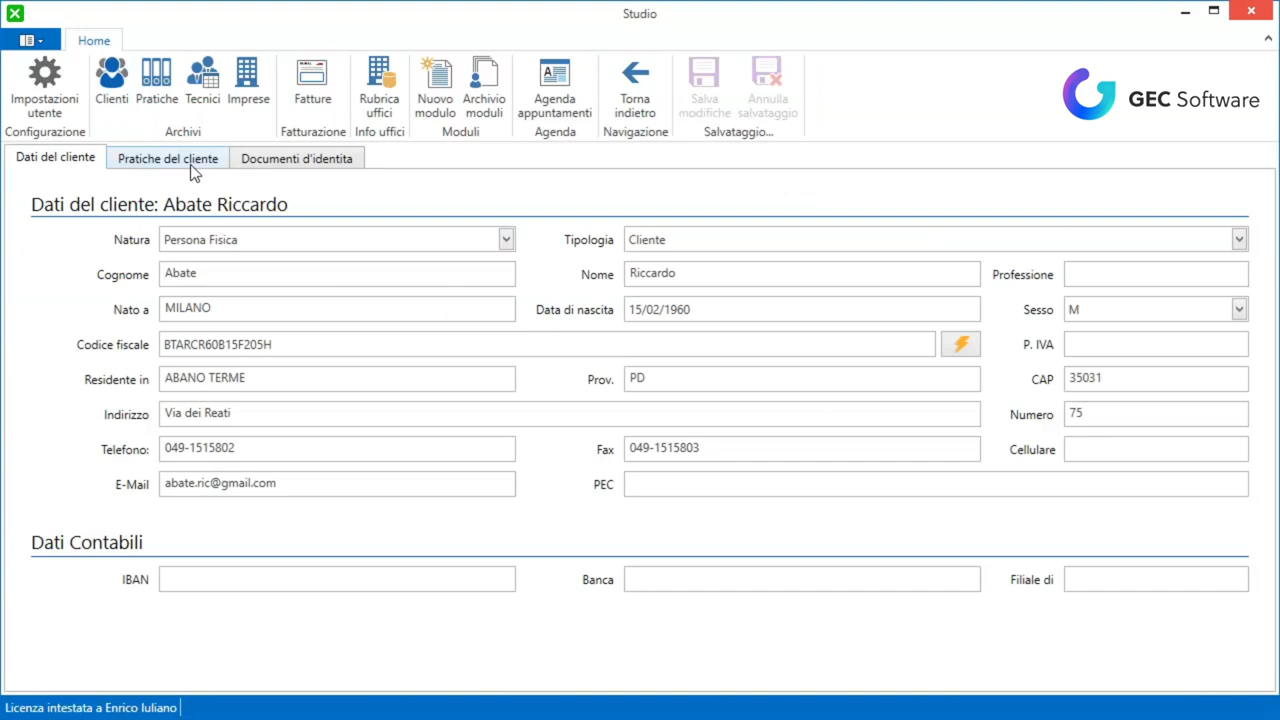 Studio
Home
Impostazioni utente
Clienti
Pratiche
Tecnici
Imprese
Fatture
Rubrica uffici
Nuovo modulo
Archivio moduli
Agenda appuntamenti
Torna indietro
Salva modifiche
Annulla salvataggio
Configurazione
Archivi
Fatturazione
Info uffici
Moduli
Agenda
Navigazione
Salvataggio...
GEC Software
Dati del cliente
Pratiche del cliente
Documenti d'identita
Dati del cliente: Abate Riccardo
Natura Persona Fisica Tipologia Cliente
Cognome Abate Nome Riccardo Professione
Nato a MILANO Data di nascita 15/02/1960 Sesso M
Codice fiscale BTARCR60B15F205H P. IVA
Residente in ABANO TERME Prov. PD CAP 35031
Indirizzo Via dei Reati Numero 75
Telefono: 049-1515802 Fax 049-1515803 Cellulare
E-Mail abate.ric@gmail.com PEC
Dati Contabili
IBAN Banca Filiale di
Licenza intestata a Enrico Iuliano